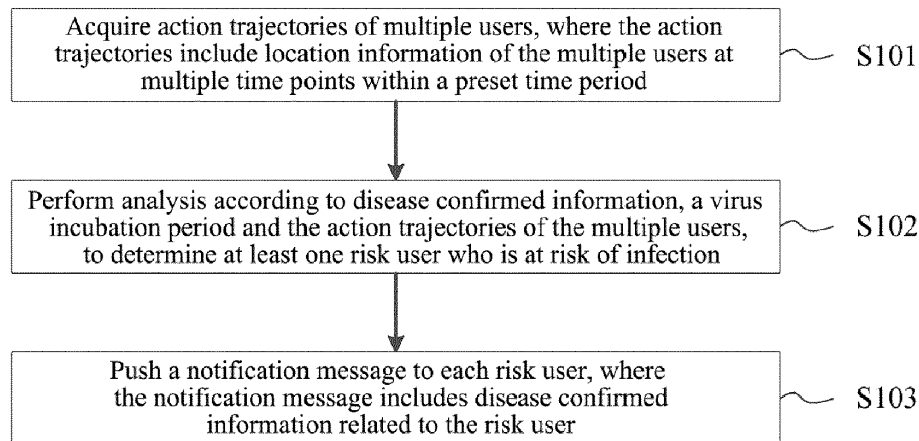 Acquire action trajectories of multiple users, where the action
trajectories include location information of the multiple users at
multiple time points within a preset time period
S101
Perform analysis according to disease confirmed information, a virus
incubation period and the action trajectories of the multiple users,
to determine at least one risk user who is at risk of infection
S102
Push a notification message to each risk user, where
the notification message includes disease confirmed
information related to the risk user
S103